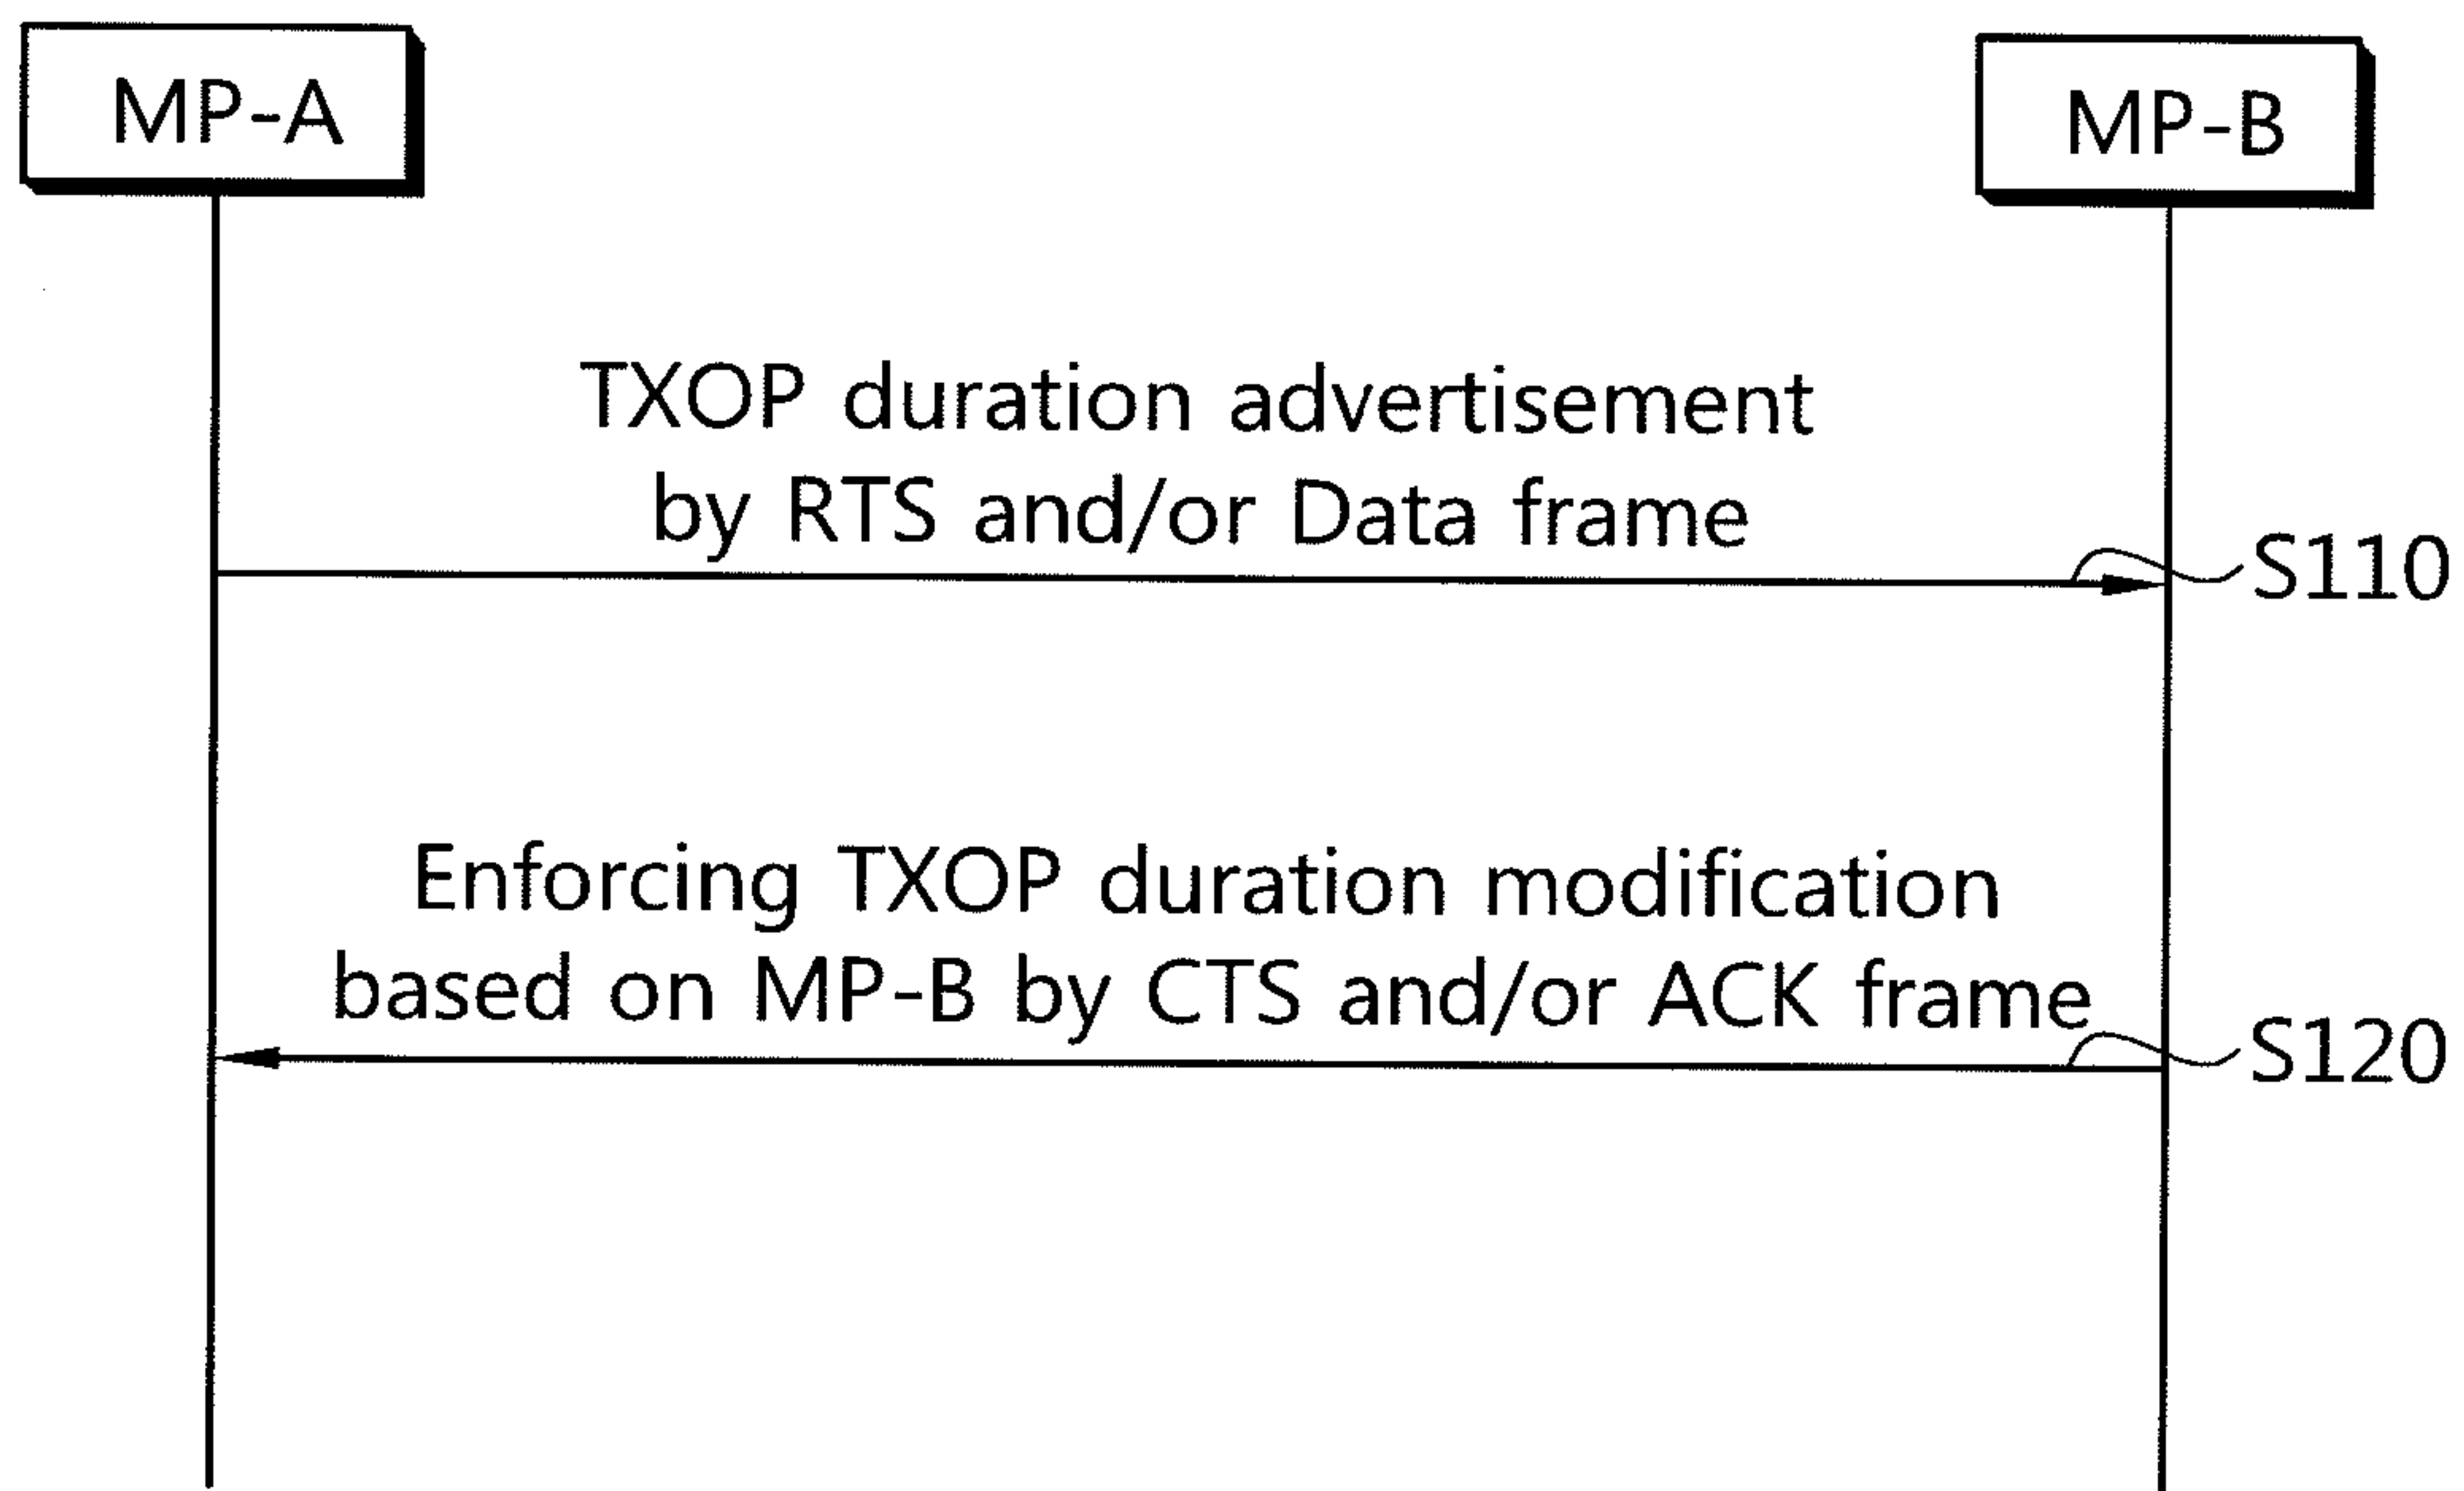 MP-A
MP-B
TXOP duration advertisement
by RTS and/or Data frame
S110
Enforcing TXOP duration modification
based on MP-B by CTS and/or ACK frame
S120